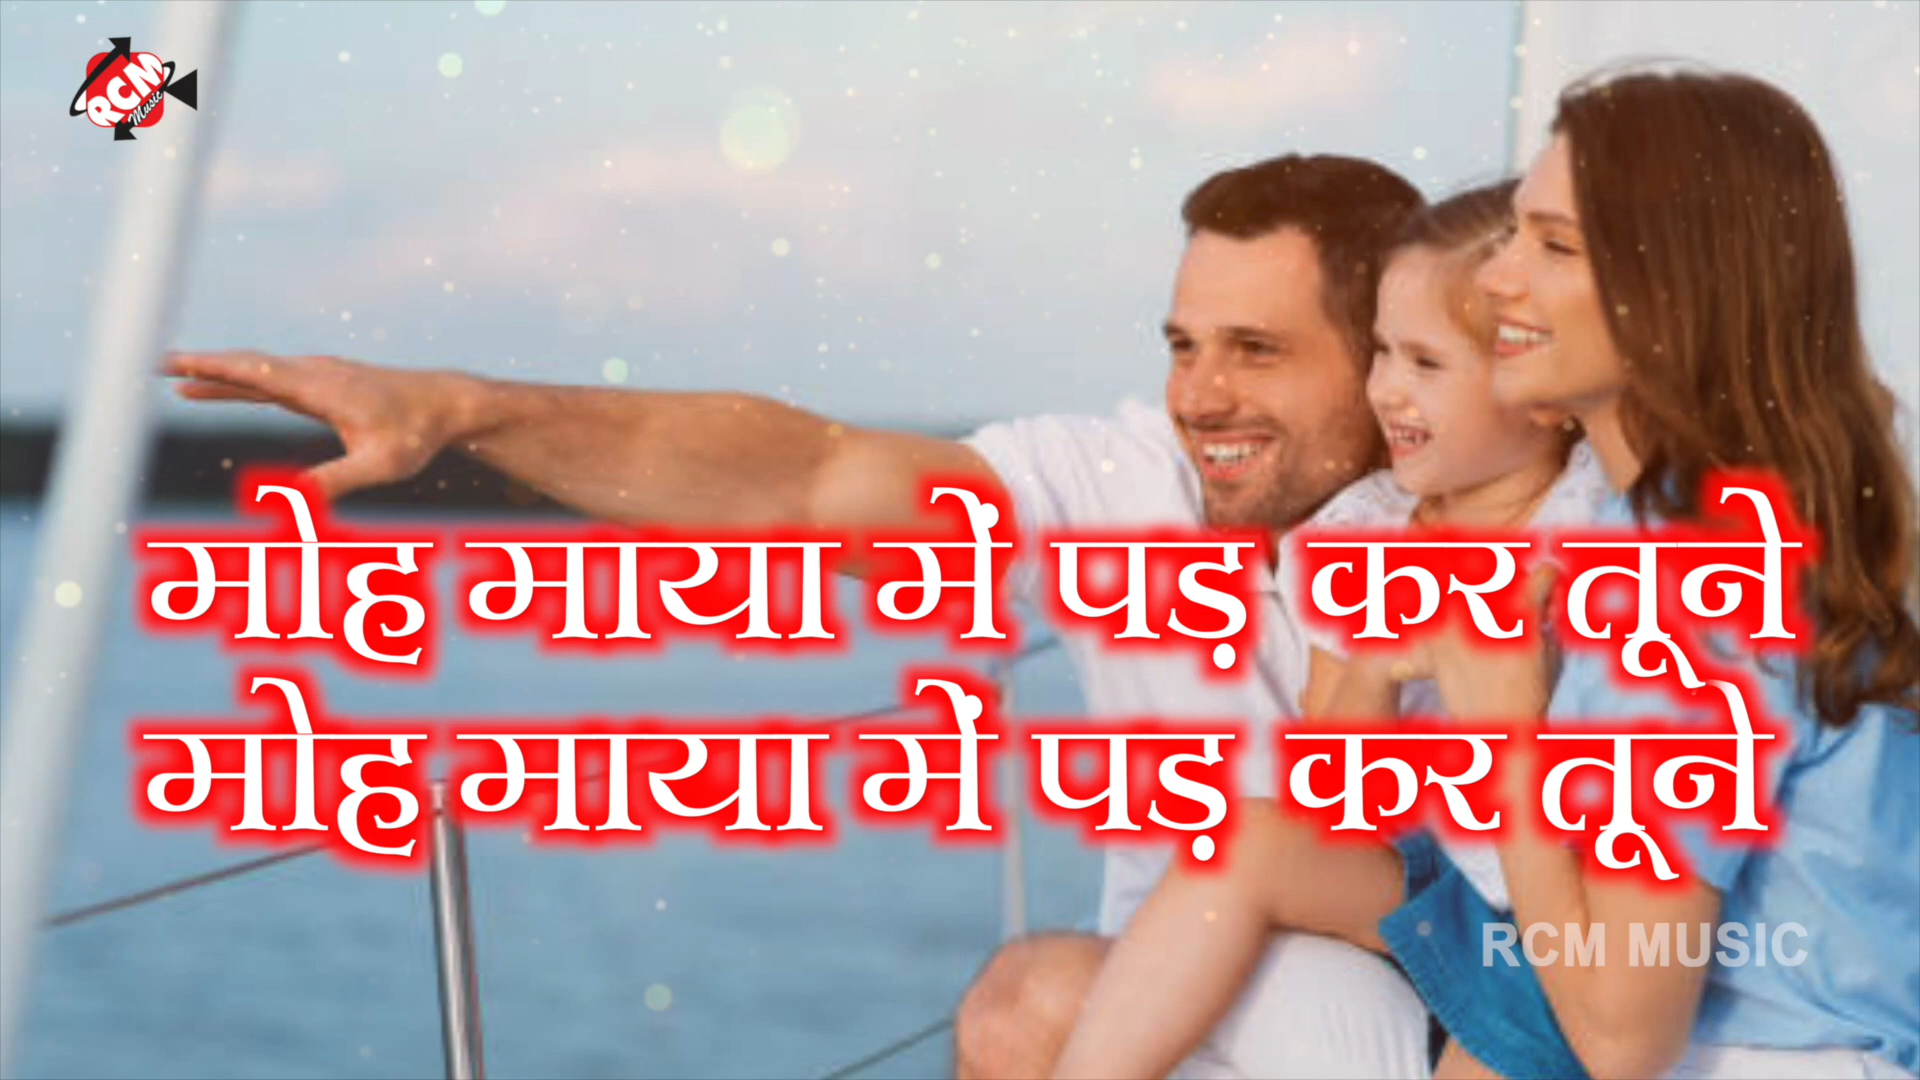 RCM
Music
मोह माया में पड़ कर तूने
मोह माया में पड़ कर तूने
RCM MUSIC